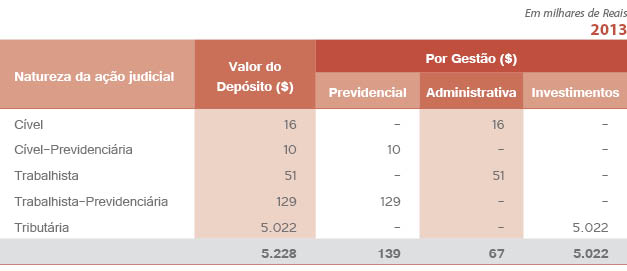 Em milhares de Reais
2013
Natureza da ação judicial Valor do Depósito ($) Por Gestão ($)
Previdencial Administrativa Investimentos
Cível 16 – 16 –
Cível–Previdenciária 10 10 – –
Trabalhista 51 – 51 –
Trabalhista–Previdenciária 129 129 – –
Tributária 5.022 – – 5.022
5.228 139 67 5.022